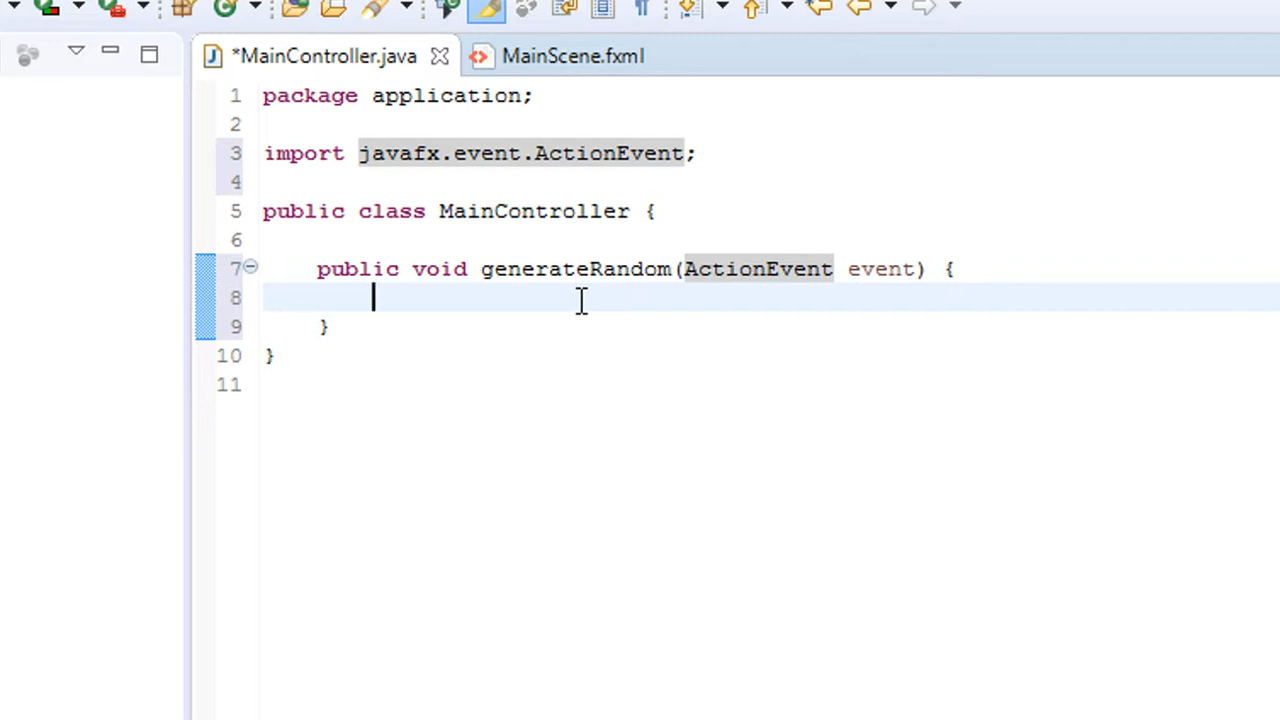 *MainController.java MainScene.fxml
1 package application;
2
3 import javafx.event.ActionEvent;
4
5 public class MainController {
6
7 public void generateRandom(ActionEvent event) {
8
9 }
10 }
11